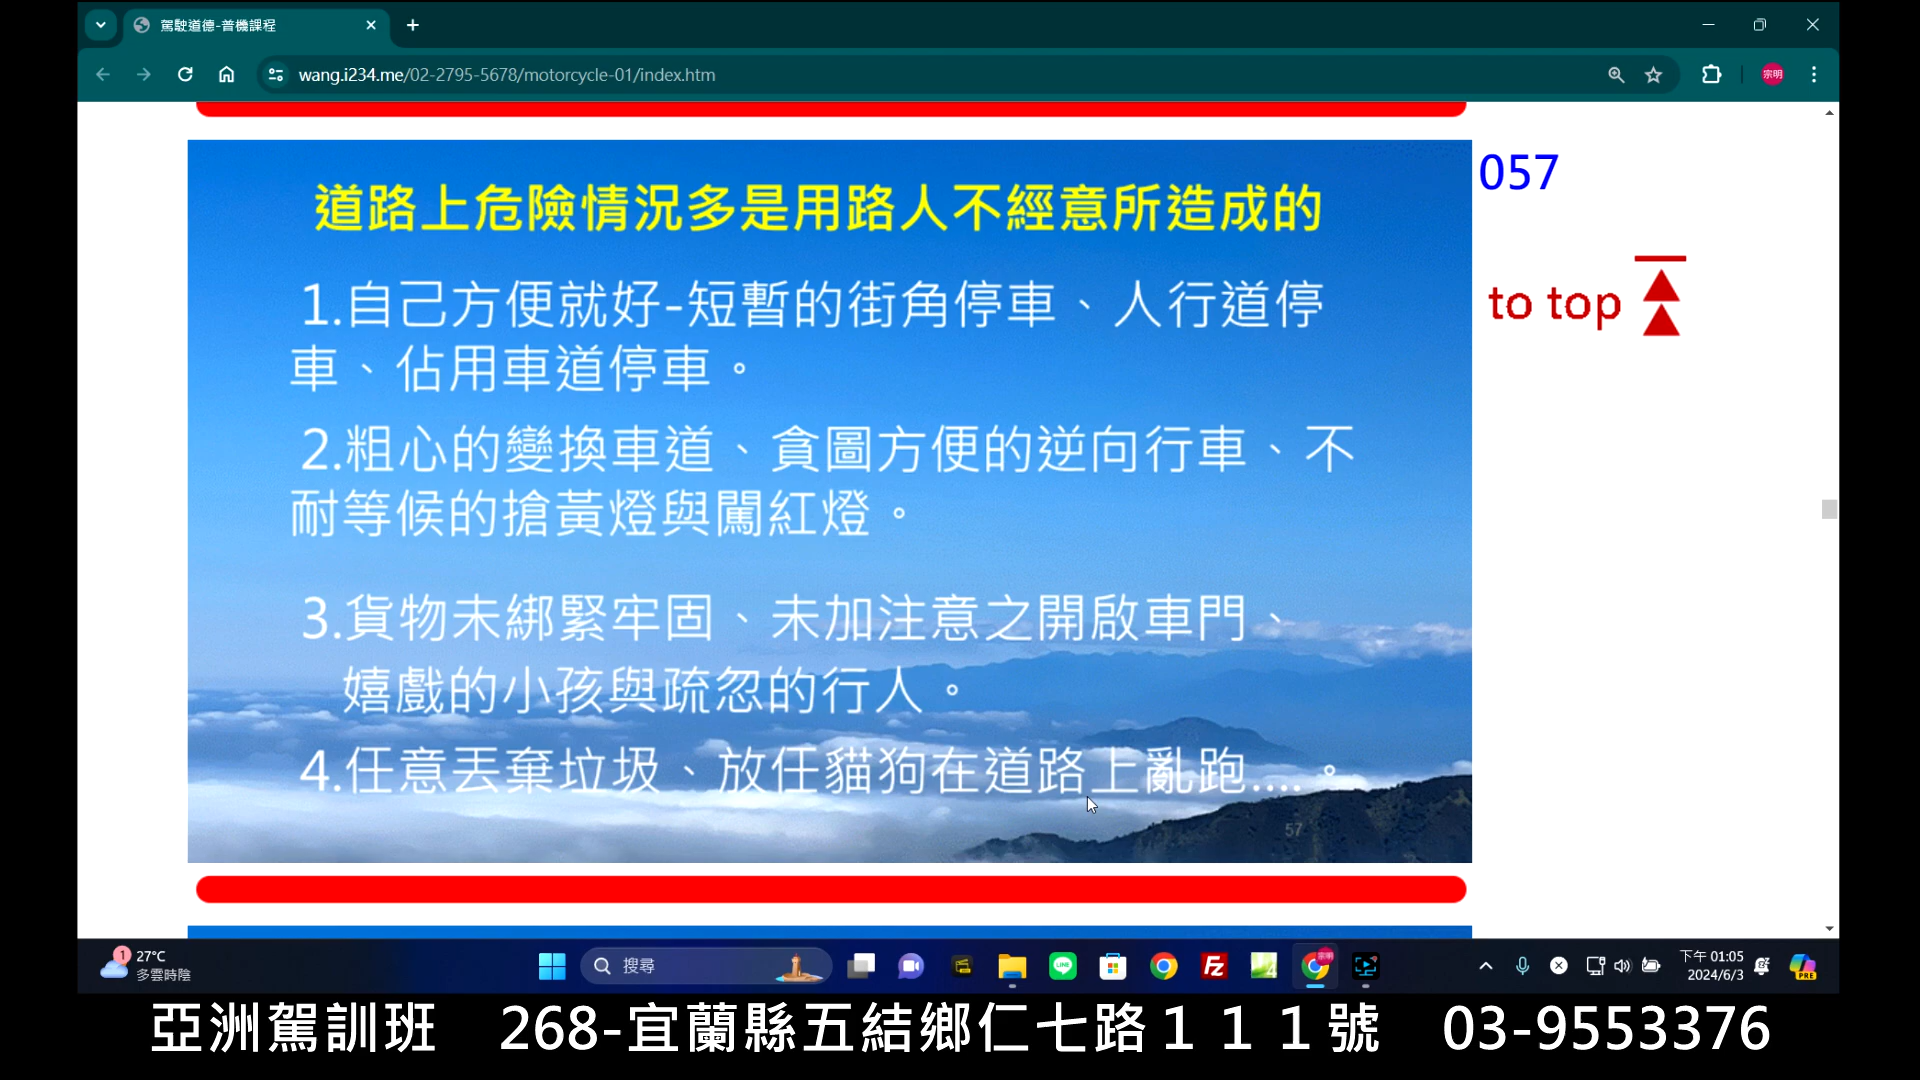 駕駛道德-普機課程
wang.i234.me/02-2795-5678/motorcycle-01/index.htm
宗明
道路上危險情況多是用路人不經意所造成的
057
1.自己方便就好-短暫的街角停車、人行道停
車、佔用車道停車。
to top
2.粗心的變換車道、貪圖方便的逆向行車、不
耐等候的搶黃燈與闖紅燈。
3.貨物未綁緊牢固、未加注意之開啟車門、
嬉戲的小孩與疏忽的行人。
4.任意丟棄垃圾、放任貓狗在道路上亂跑....。
57
1
27°C
多雲時陰
搜尋
LINE
宗明
下午 01:05
2024/6/3
PRE
亞洲駕訓班 268-宜蘭縣五結鄉仁七路１１１號 03-9553376